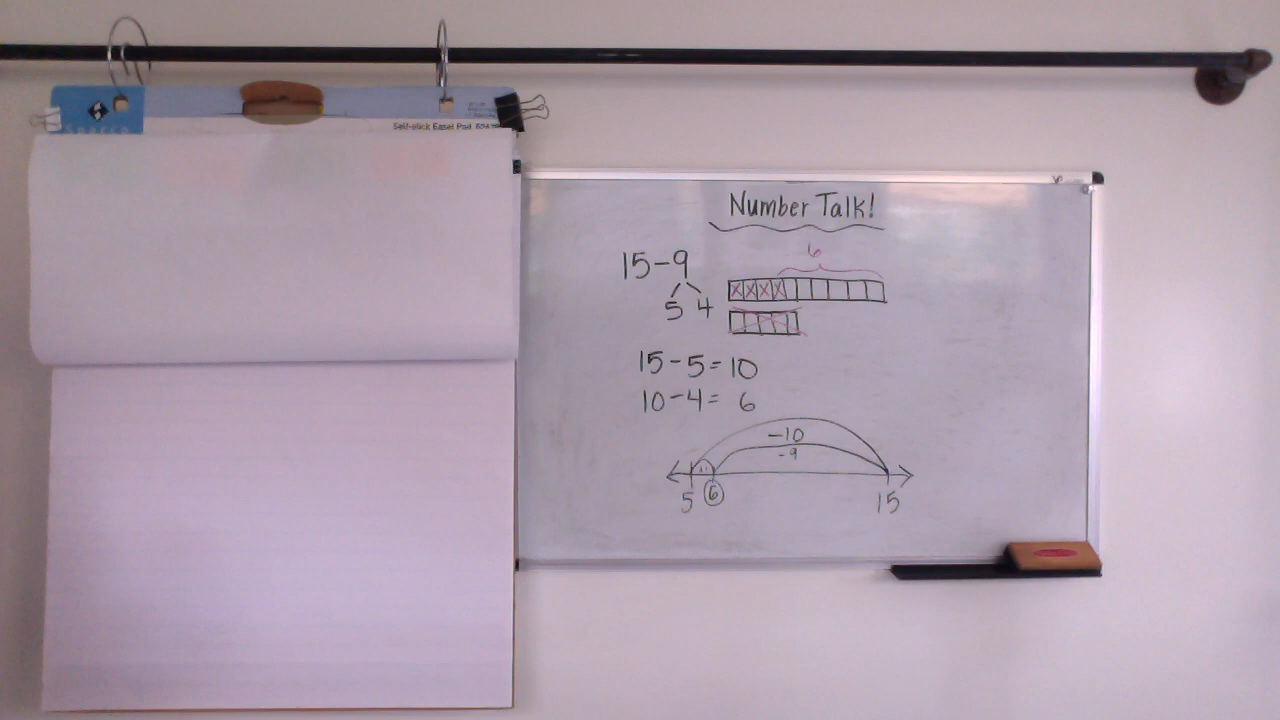 Self-stick Easel Pad
Number Talk!
6
15-9
5 4
15-5=10
10-4= 6
-10
-9
5 6 15